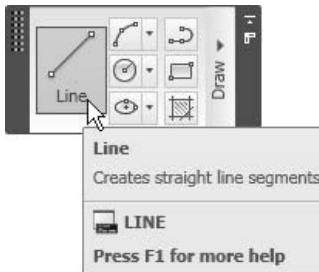 Line
Draw
Line
Creates straight line segments
LINE
Press F1 for more help